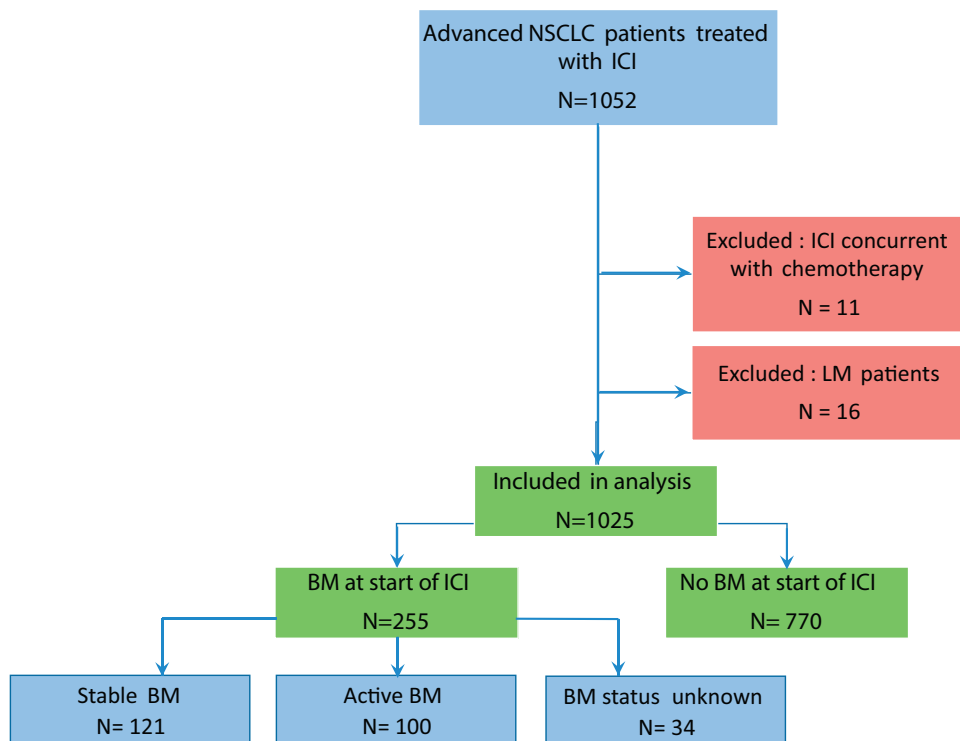 Advanced NSCLC patients treated
with ICI
N=1052
Excluded : ICI concurrent
with chemotherapy
N = 11
Excluded : LM patients
N = 16
Included in analysis
N=1025
BM at start of ICI
N=255
No BM at start of ICI
N= 770
Stable BM
N= 121
Active BM
N= 100
BM status unknown
N= 34